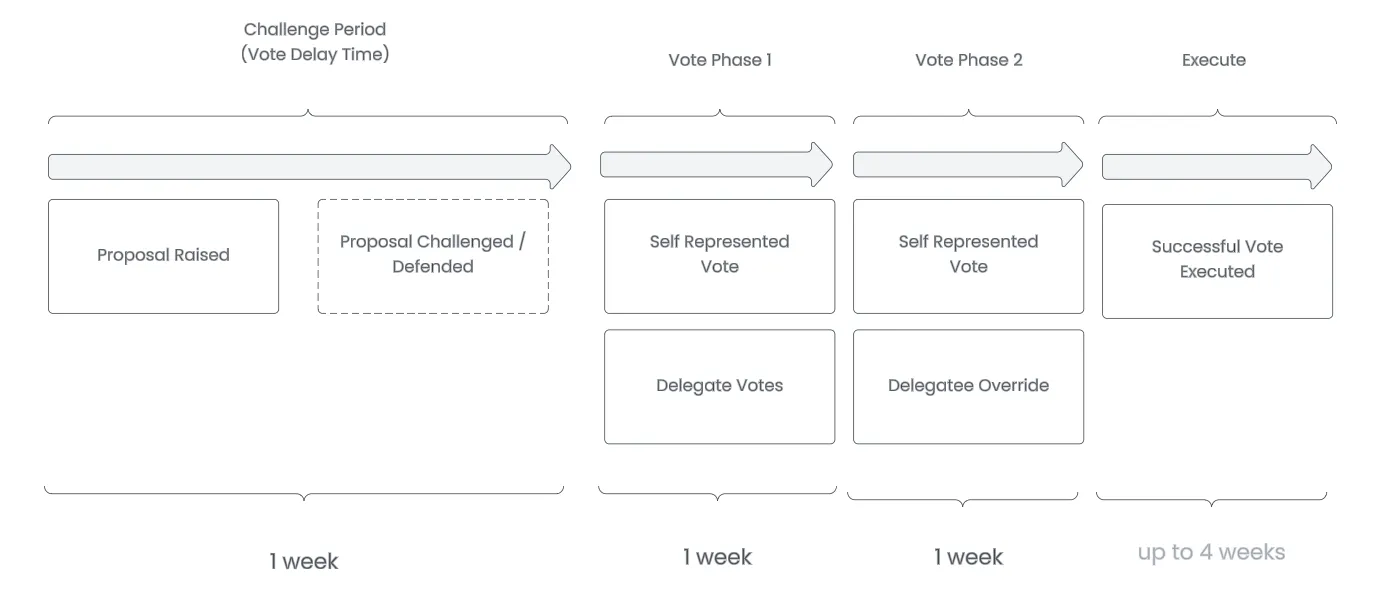 Challenge Period
(Vote Delay Time)
Vote Phase 1
Vote Phase 2
Execute
Proposal Raised
Proposal Challenged /
Defended
Self Represented
Vote
Self Represented
Vote
Successful Vote
Executed
Delegate Votes
Delegatee Override
1 week
1 week
1 week
up to 4 weeks